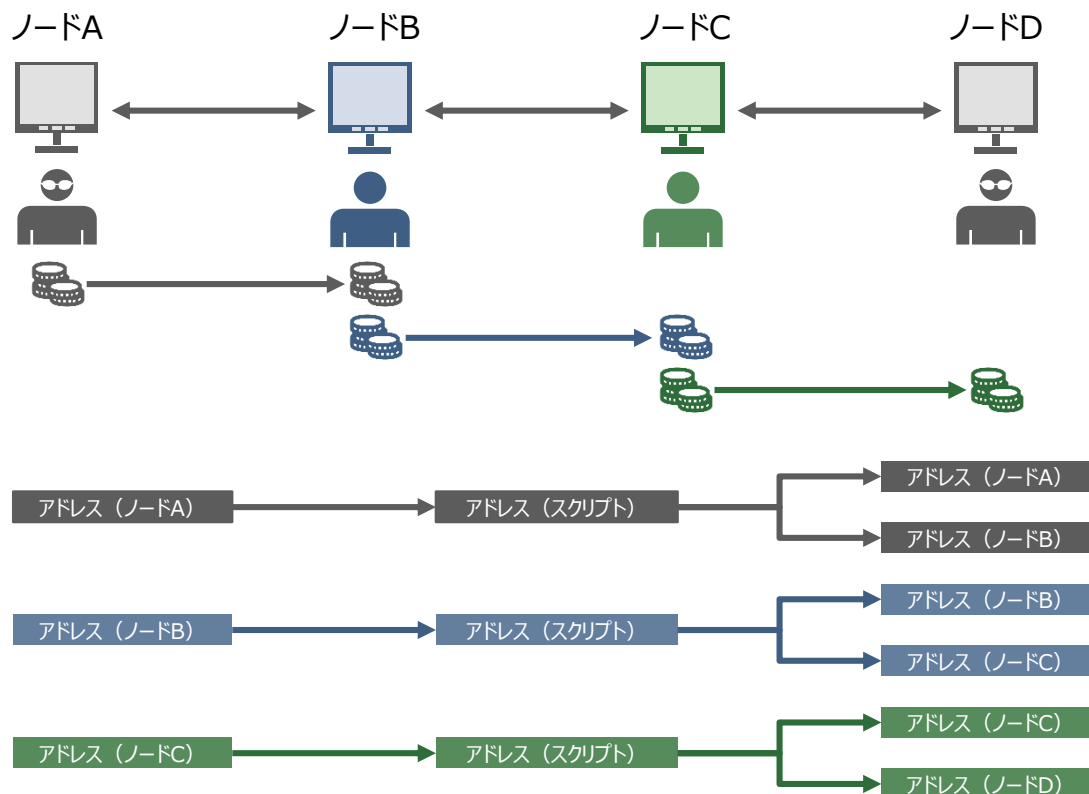 ノードA
ノードB
ノードC
ノードD
アドレス（ノードA）
アドレス（スクリプト）
アドレス（ノードA）
アドレス（ノードB）
アドレス（ノードB）
アドレス（スクリプト）
アドレス（ノードB）
アドレス（ノードC）
アドレス（ノードC）
アドレス（スクリプト）
アドレス（ノードC）
アドレス（ノードD）